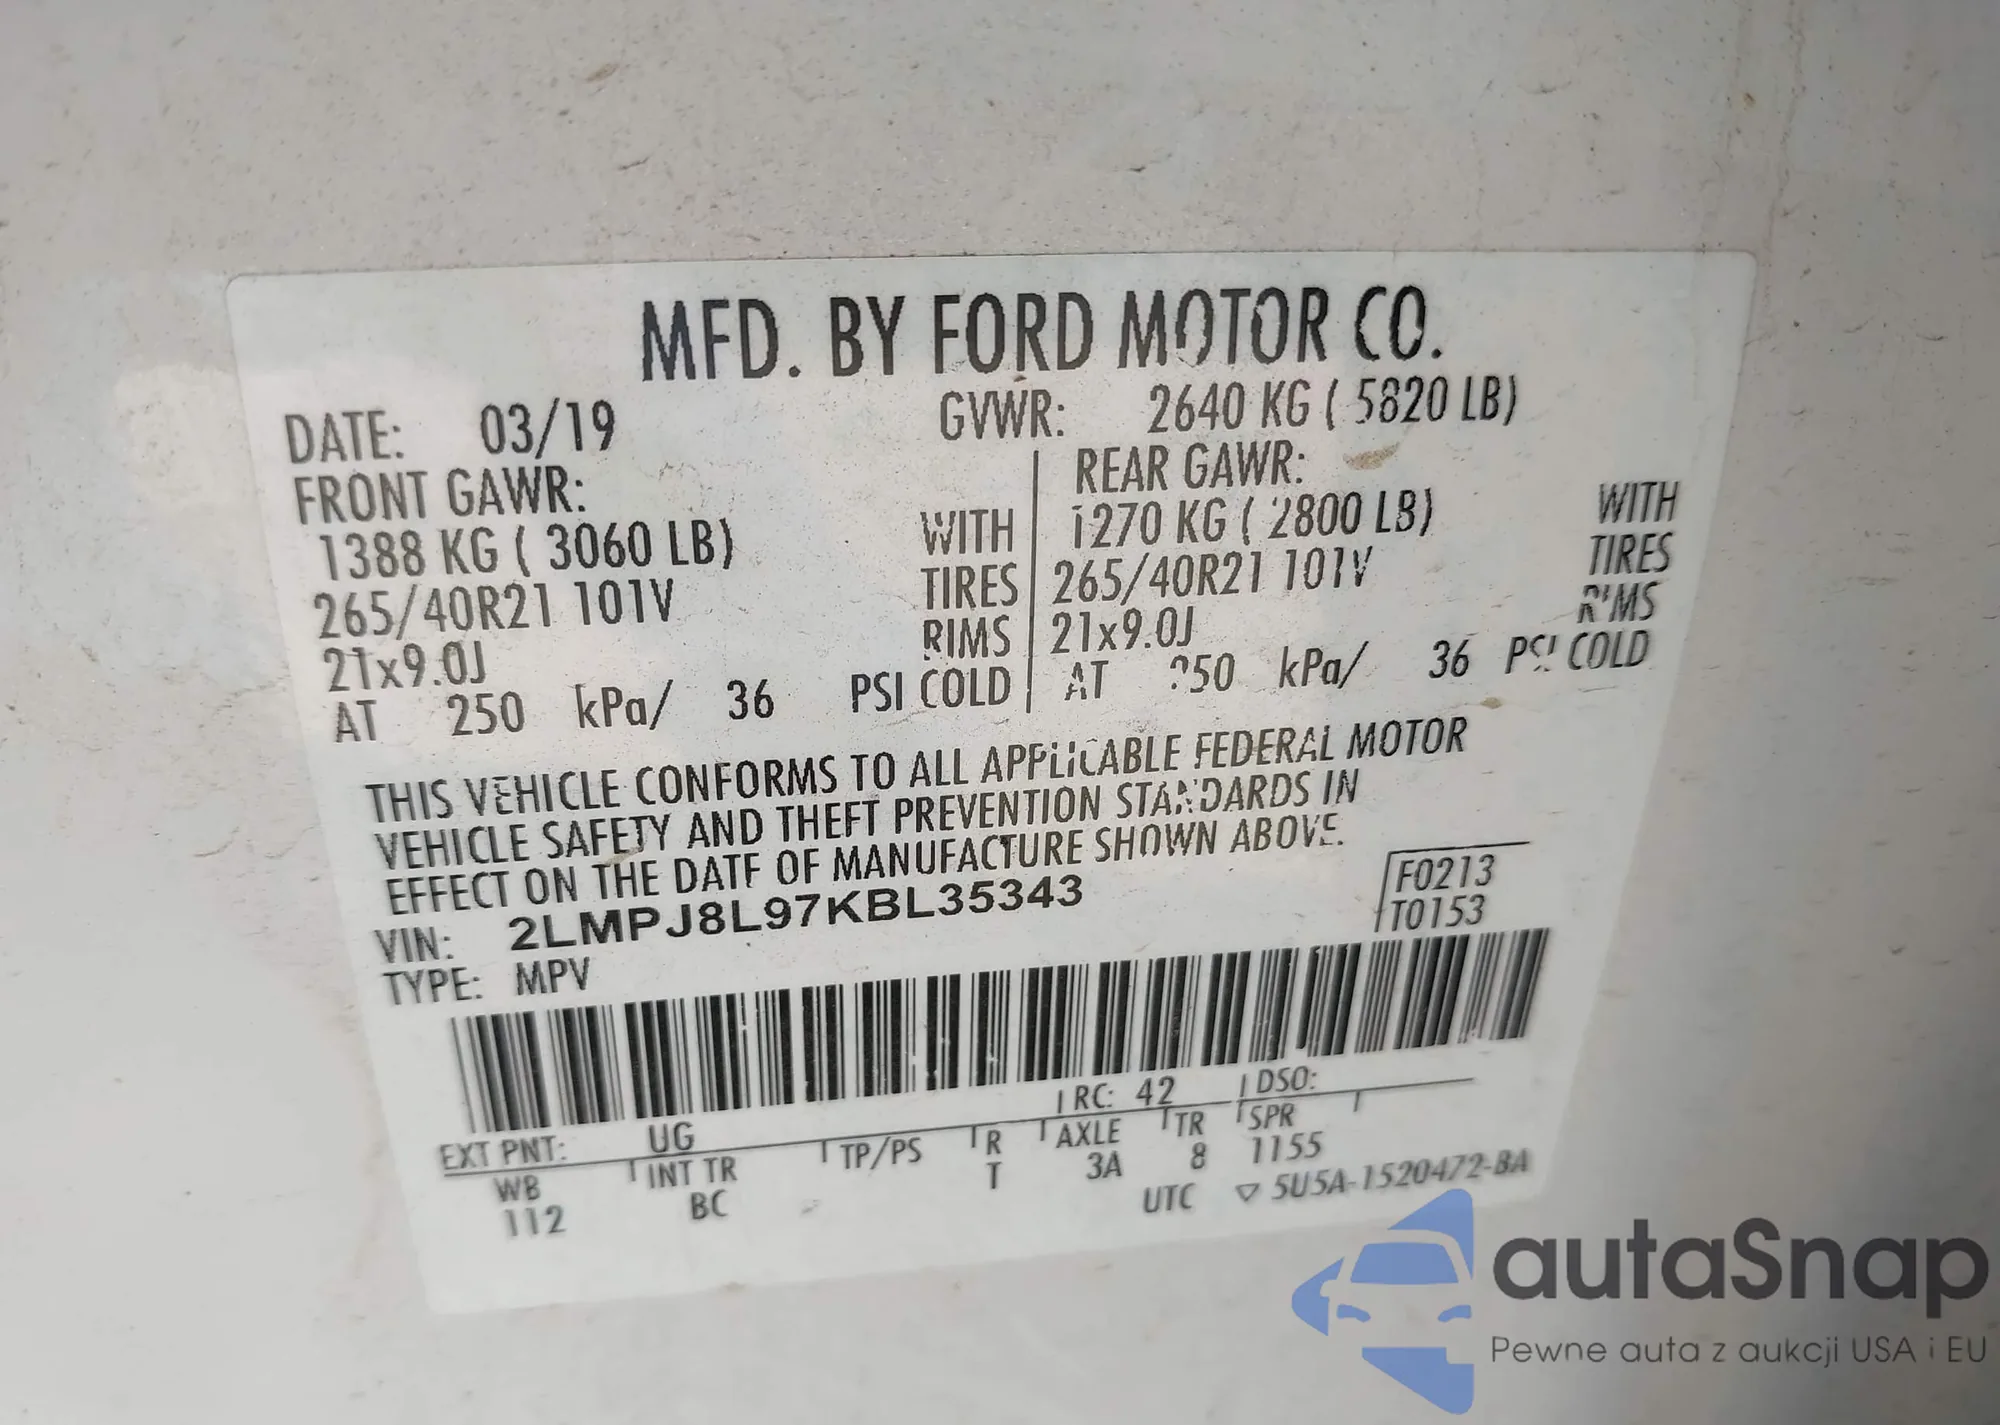 MFD. BY FORD MOTOR CO.
DATE: 03/19 GVWR: 2640 KG ( 5820 LB)
FRONT GAWR: REAR GAWR:
1388 KG ( 3060 LB) WITH 1270 KG ( 2800 LB) WITH
265/40R21 101V TIRES 265/40R21 101V TIRES
21x9.0J RIMS 21x9.0J RIMS
AT 250 kPa/ 36 PSI COLD AT 250 kPa/ 36 PSI COLD
THIS VEHICLE CONFORMS TO ALL APPLICABLE FEDERAL MOTOR
VEHICLE SAFETY AND THEFT PREVENTION STANDARDS IN
EFFECT ON THE DATE OF MANUFACTURE SHOWN ABOVE.
F0213
VIN: 2LMPJ8L97KBL35343
T0153
TYPE: MPV
RC: 42 DSO:
EXT PNT: UG
WB INT TR TP/PS R AXLE TR SPR
112 BC T 3A 8 1155
UTC ▽ 5U5A-1520472-BA
autaSnap
Pewne auta z aukcji USA i EU